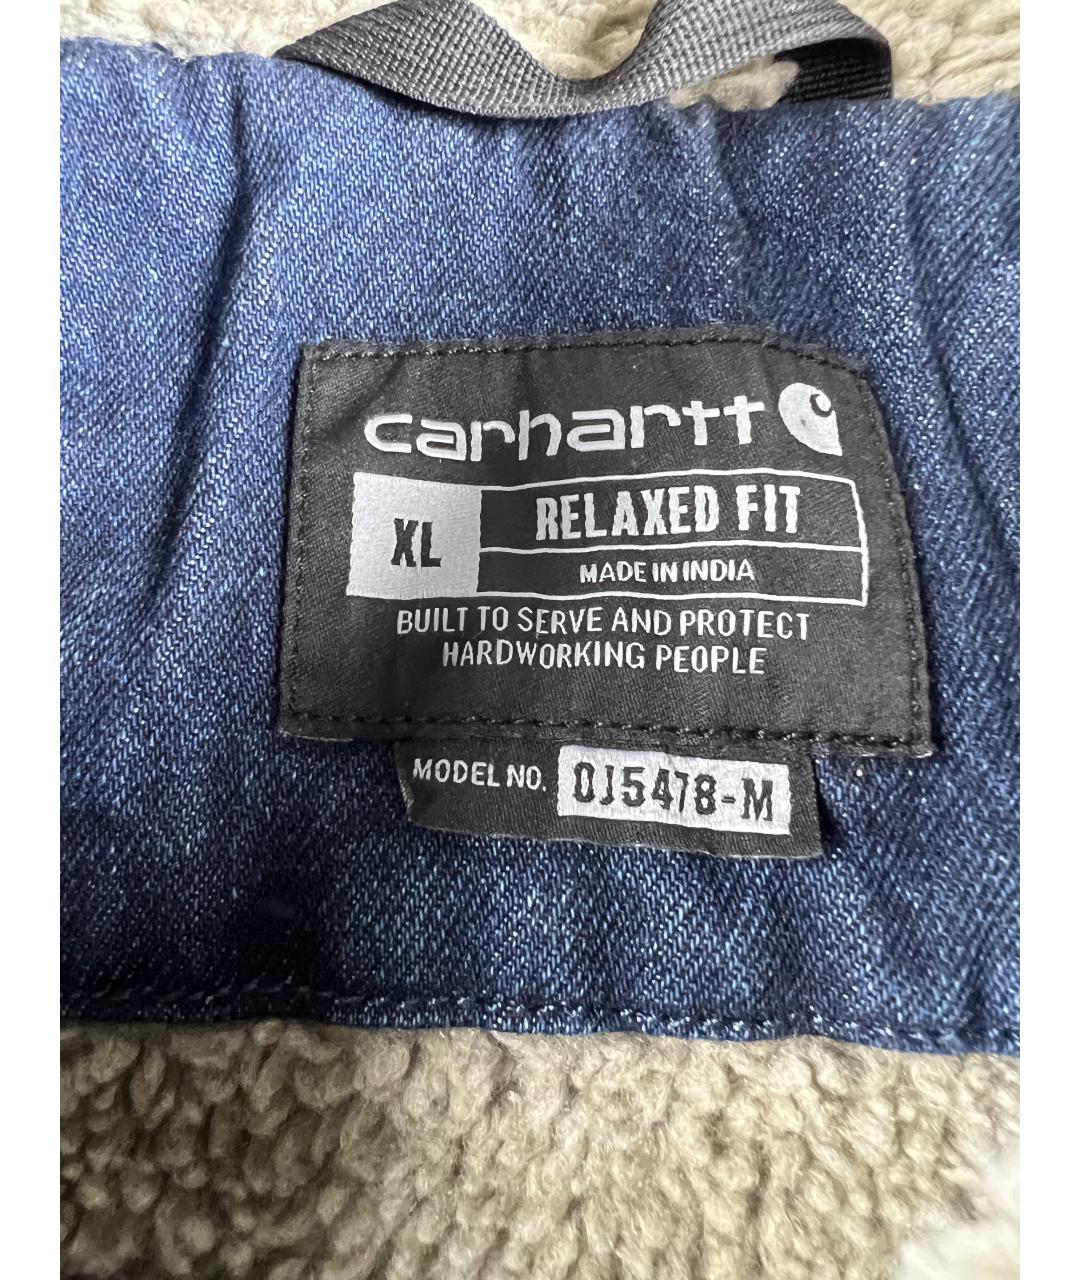 carhartt
XL
RELAXED FIT
MADE IN INDIA
BUILT TO SERVE AND PROTECT
HARDWORKING PEOPLE
MODEL NO. OJ5478-M